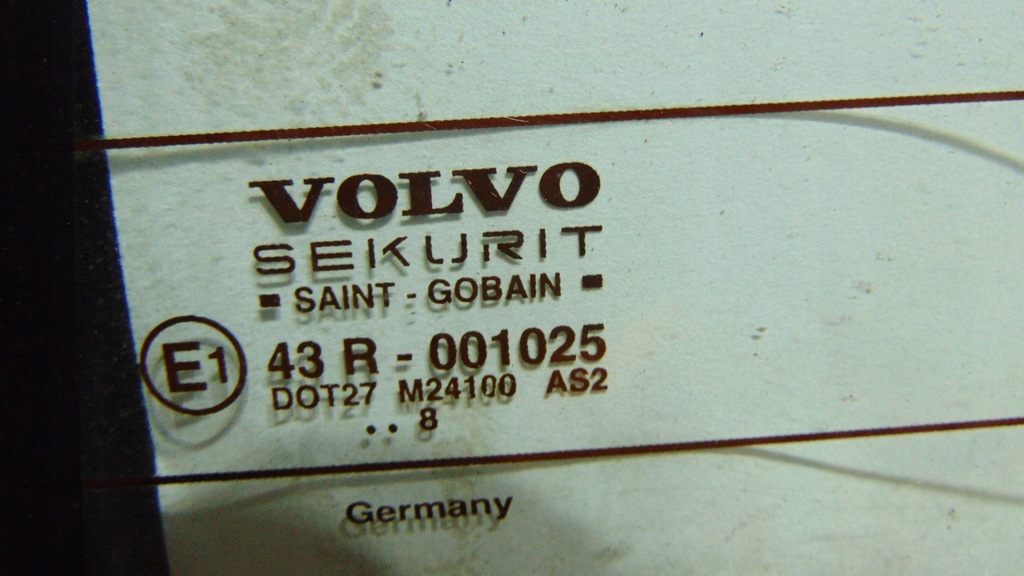 VOLVO
SEKURIT
SAINT - GOBAIN
E1 43 R - 001025
DOT27 M24100 AS2
.. 8
Germany